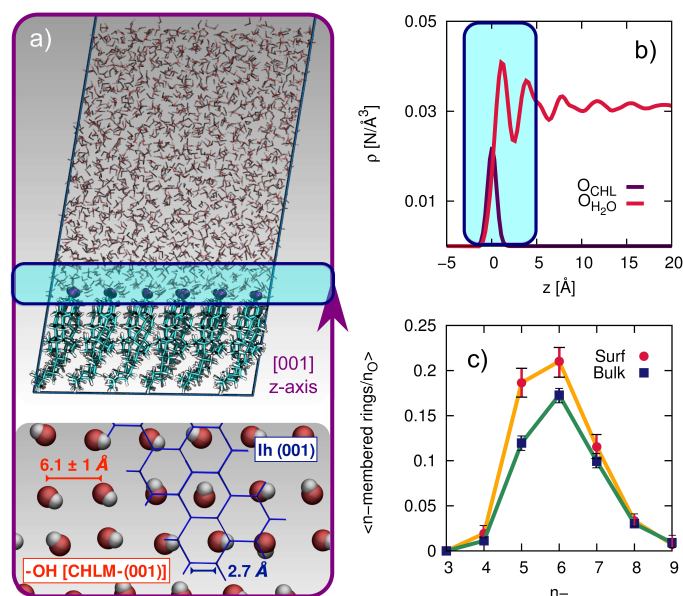 a)
[001]
z-axis
Ih (001)
6.1 ± 1 Å
-OH [CHLM-(001)]
2.7 Å
b)
ρ [N/Å³]
0.05
0.03
0.01
O_CHL
O_H₂O
−5 0 5 10 15 20
z [Å]
c)
<n−membered rings/n_O>
0.25
0.2
0.15
0.1
0.05
0
Surf
Bulk
3 4 5 6 7 8 9
n−